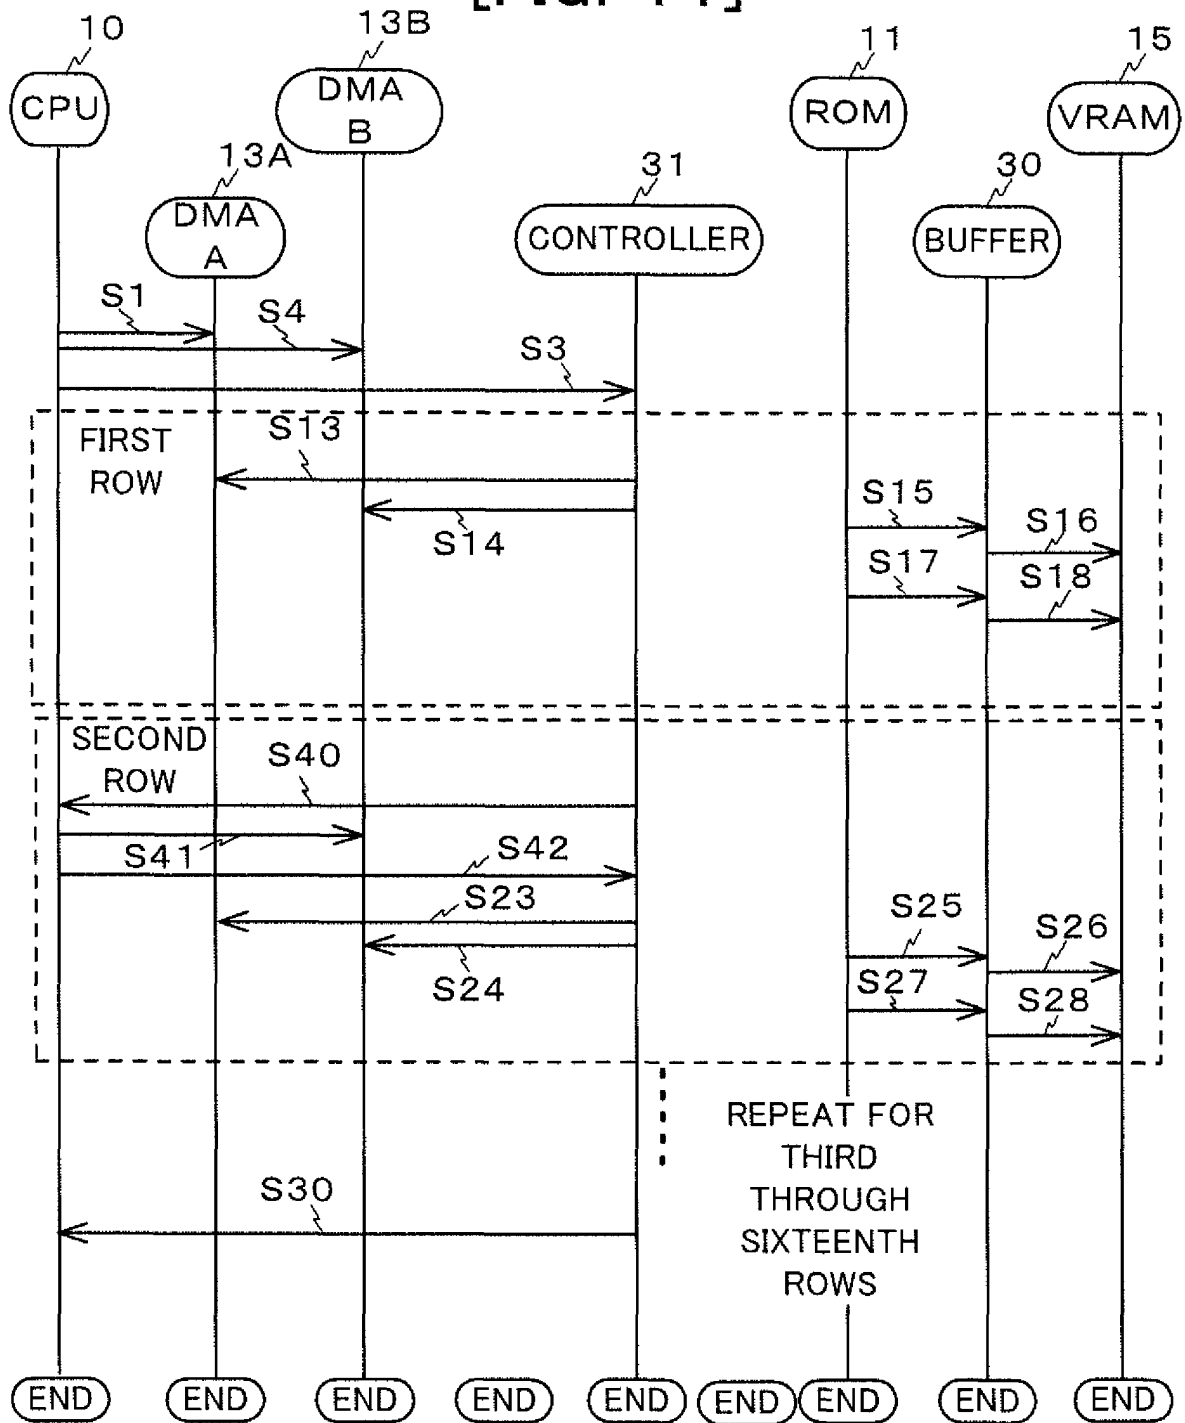 10
13B
11
15
CPU
DMA
B
ROM
VRAM
13A
31
30
DMA
A
CONTROLLER
BUFFER
S1
S4
S3
FIRST
ROW
S13
S14
S15
S16
S17
S18
SECOND
ROW
S40
S41
S42
S23
S24
S25
S26
S27
S28
REPEAT FOR
THIRD
THROUGH
SIXTEENTH
ROWS
S30
END
END
END
END
END
END
END
END
END